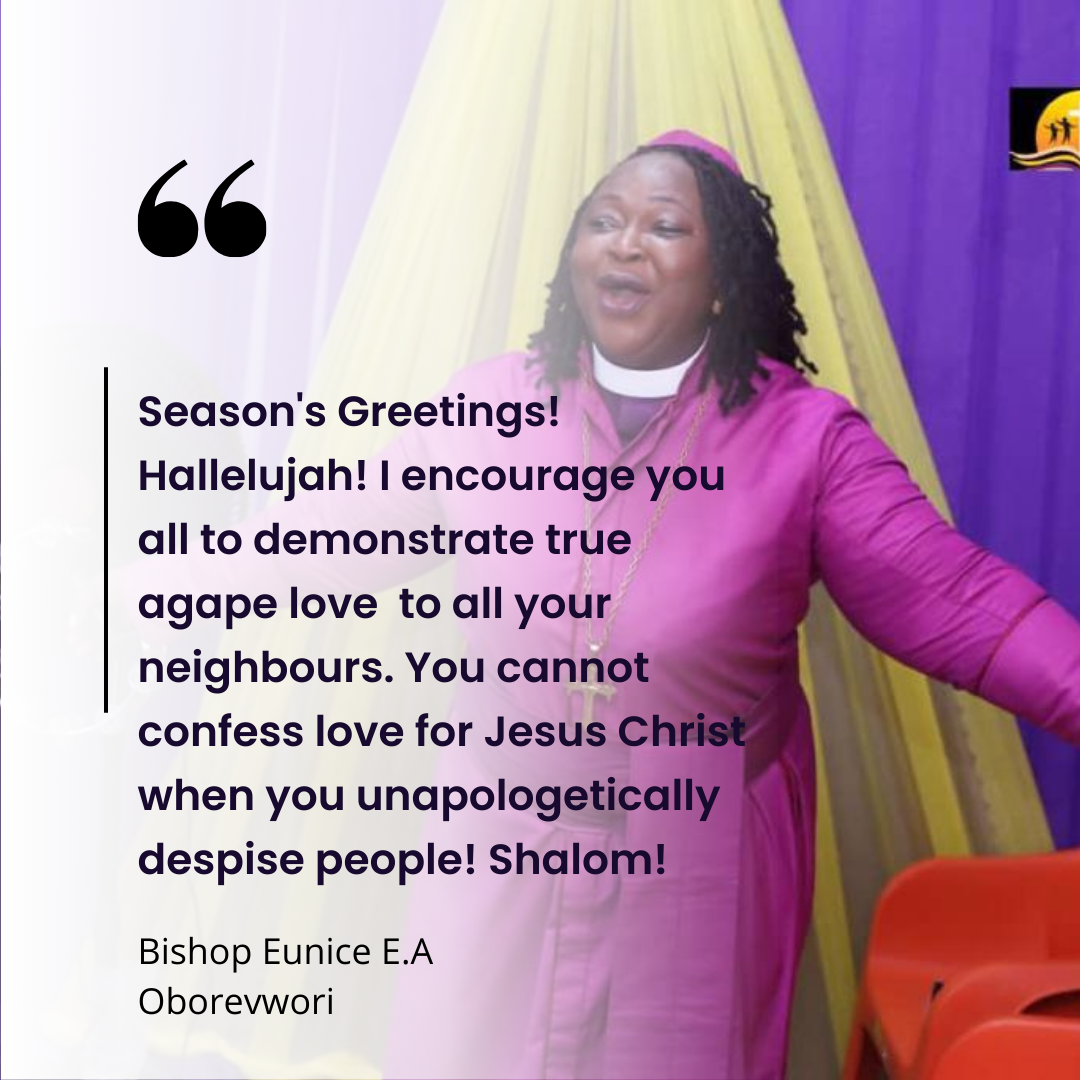 Season's Greetings!
Hallelujah! I encourage you
all to demonstrate true
agape love  to all your
neighbours. You cannot
confess love for Jesus Christ
when you unapologetically
despise people! Shalom!
Bishop Eunice E.A
Oborevwori